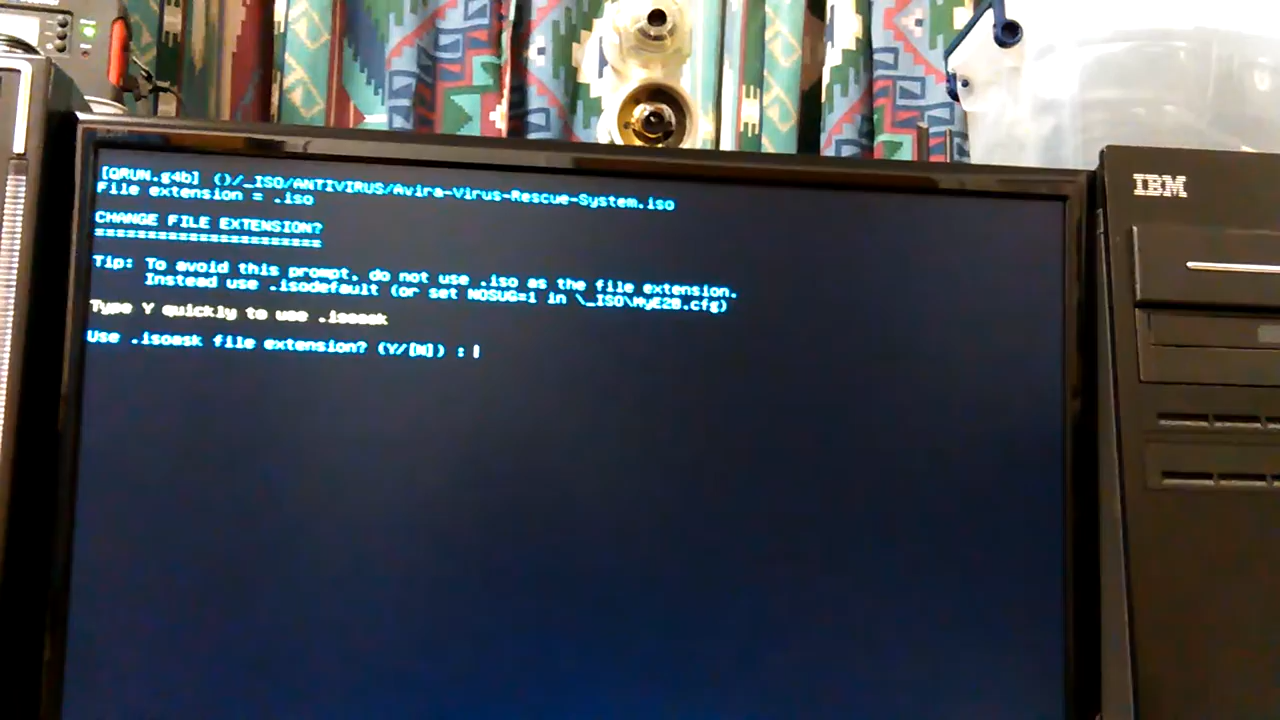 [QRUN.g4b] ()/_ISO/ANTIVIRUS/Avira-Virus-Rescue-System.iso
File extension = .iso
CHANGE FILE EXTENSION?
======================
Tip: To avoid this prompt, do not use .iso as the file extension.
Instead use .isodefault (or set NOSUG=1 in \_ISO\MyE2B.cfg)
Type Y quickly to use .isoask
Use .isoask file extension? (Y/[N]) :
IBM